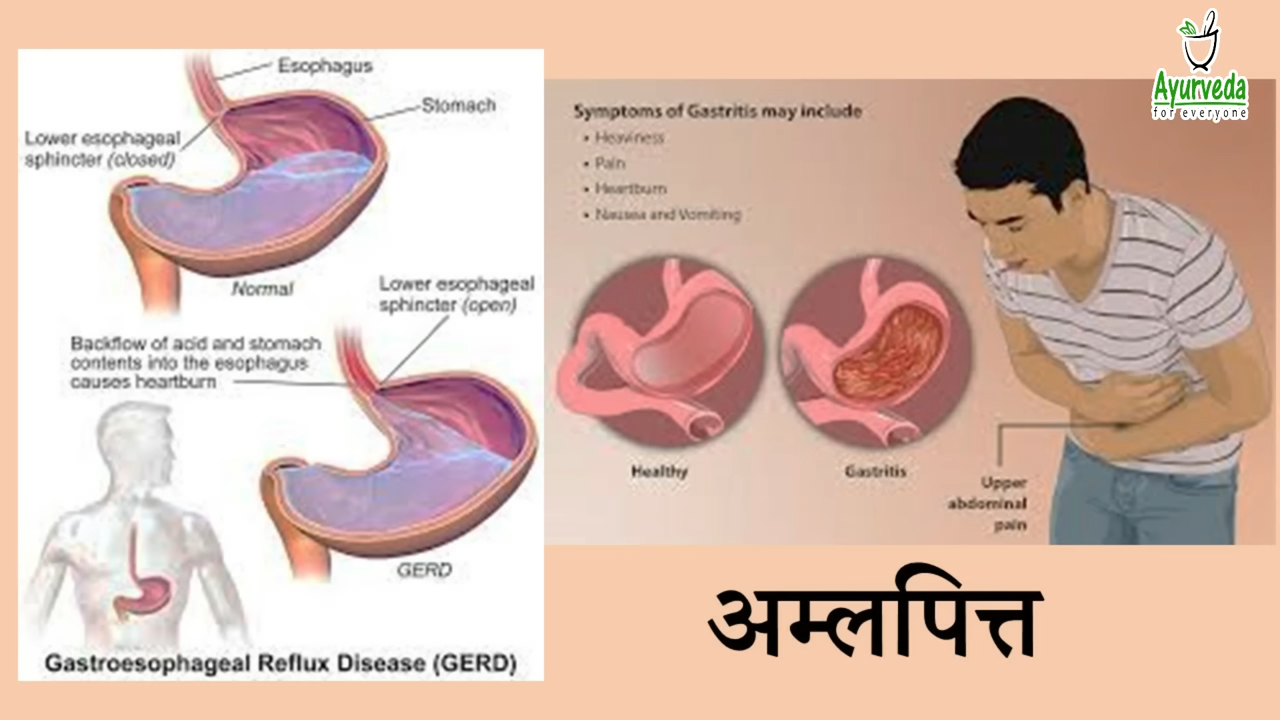 Esophagus
Stomach
Lower esophageal
sphincter (closed)
Normal
Lower esophageal
sphincter (open)
Backflow of acid and stomach
contents into the esophagus
causes heartburn
GERD
Gastroesophageal Reflux Disease (GERD)
Symptoms of Gastritis may include
• Heaviness
• Pain
• Heartburn
• Nausea and Vomiting
Healthy
Gastritis
Upper
abdominal
pain
अम्लपित्त
Ayurveda
for everyone